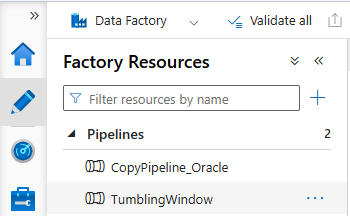 Data Factory
Validate all
Factory Resources
Filter resources by name
Pipelines 2
CopyPipeline_Oracle
TumblingWindow